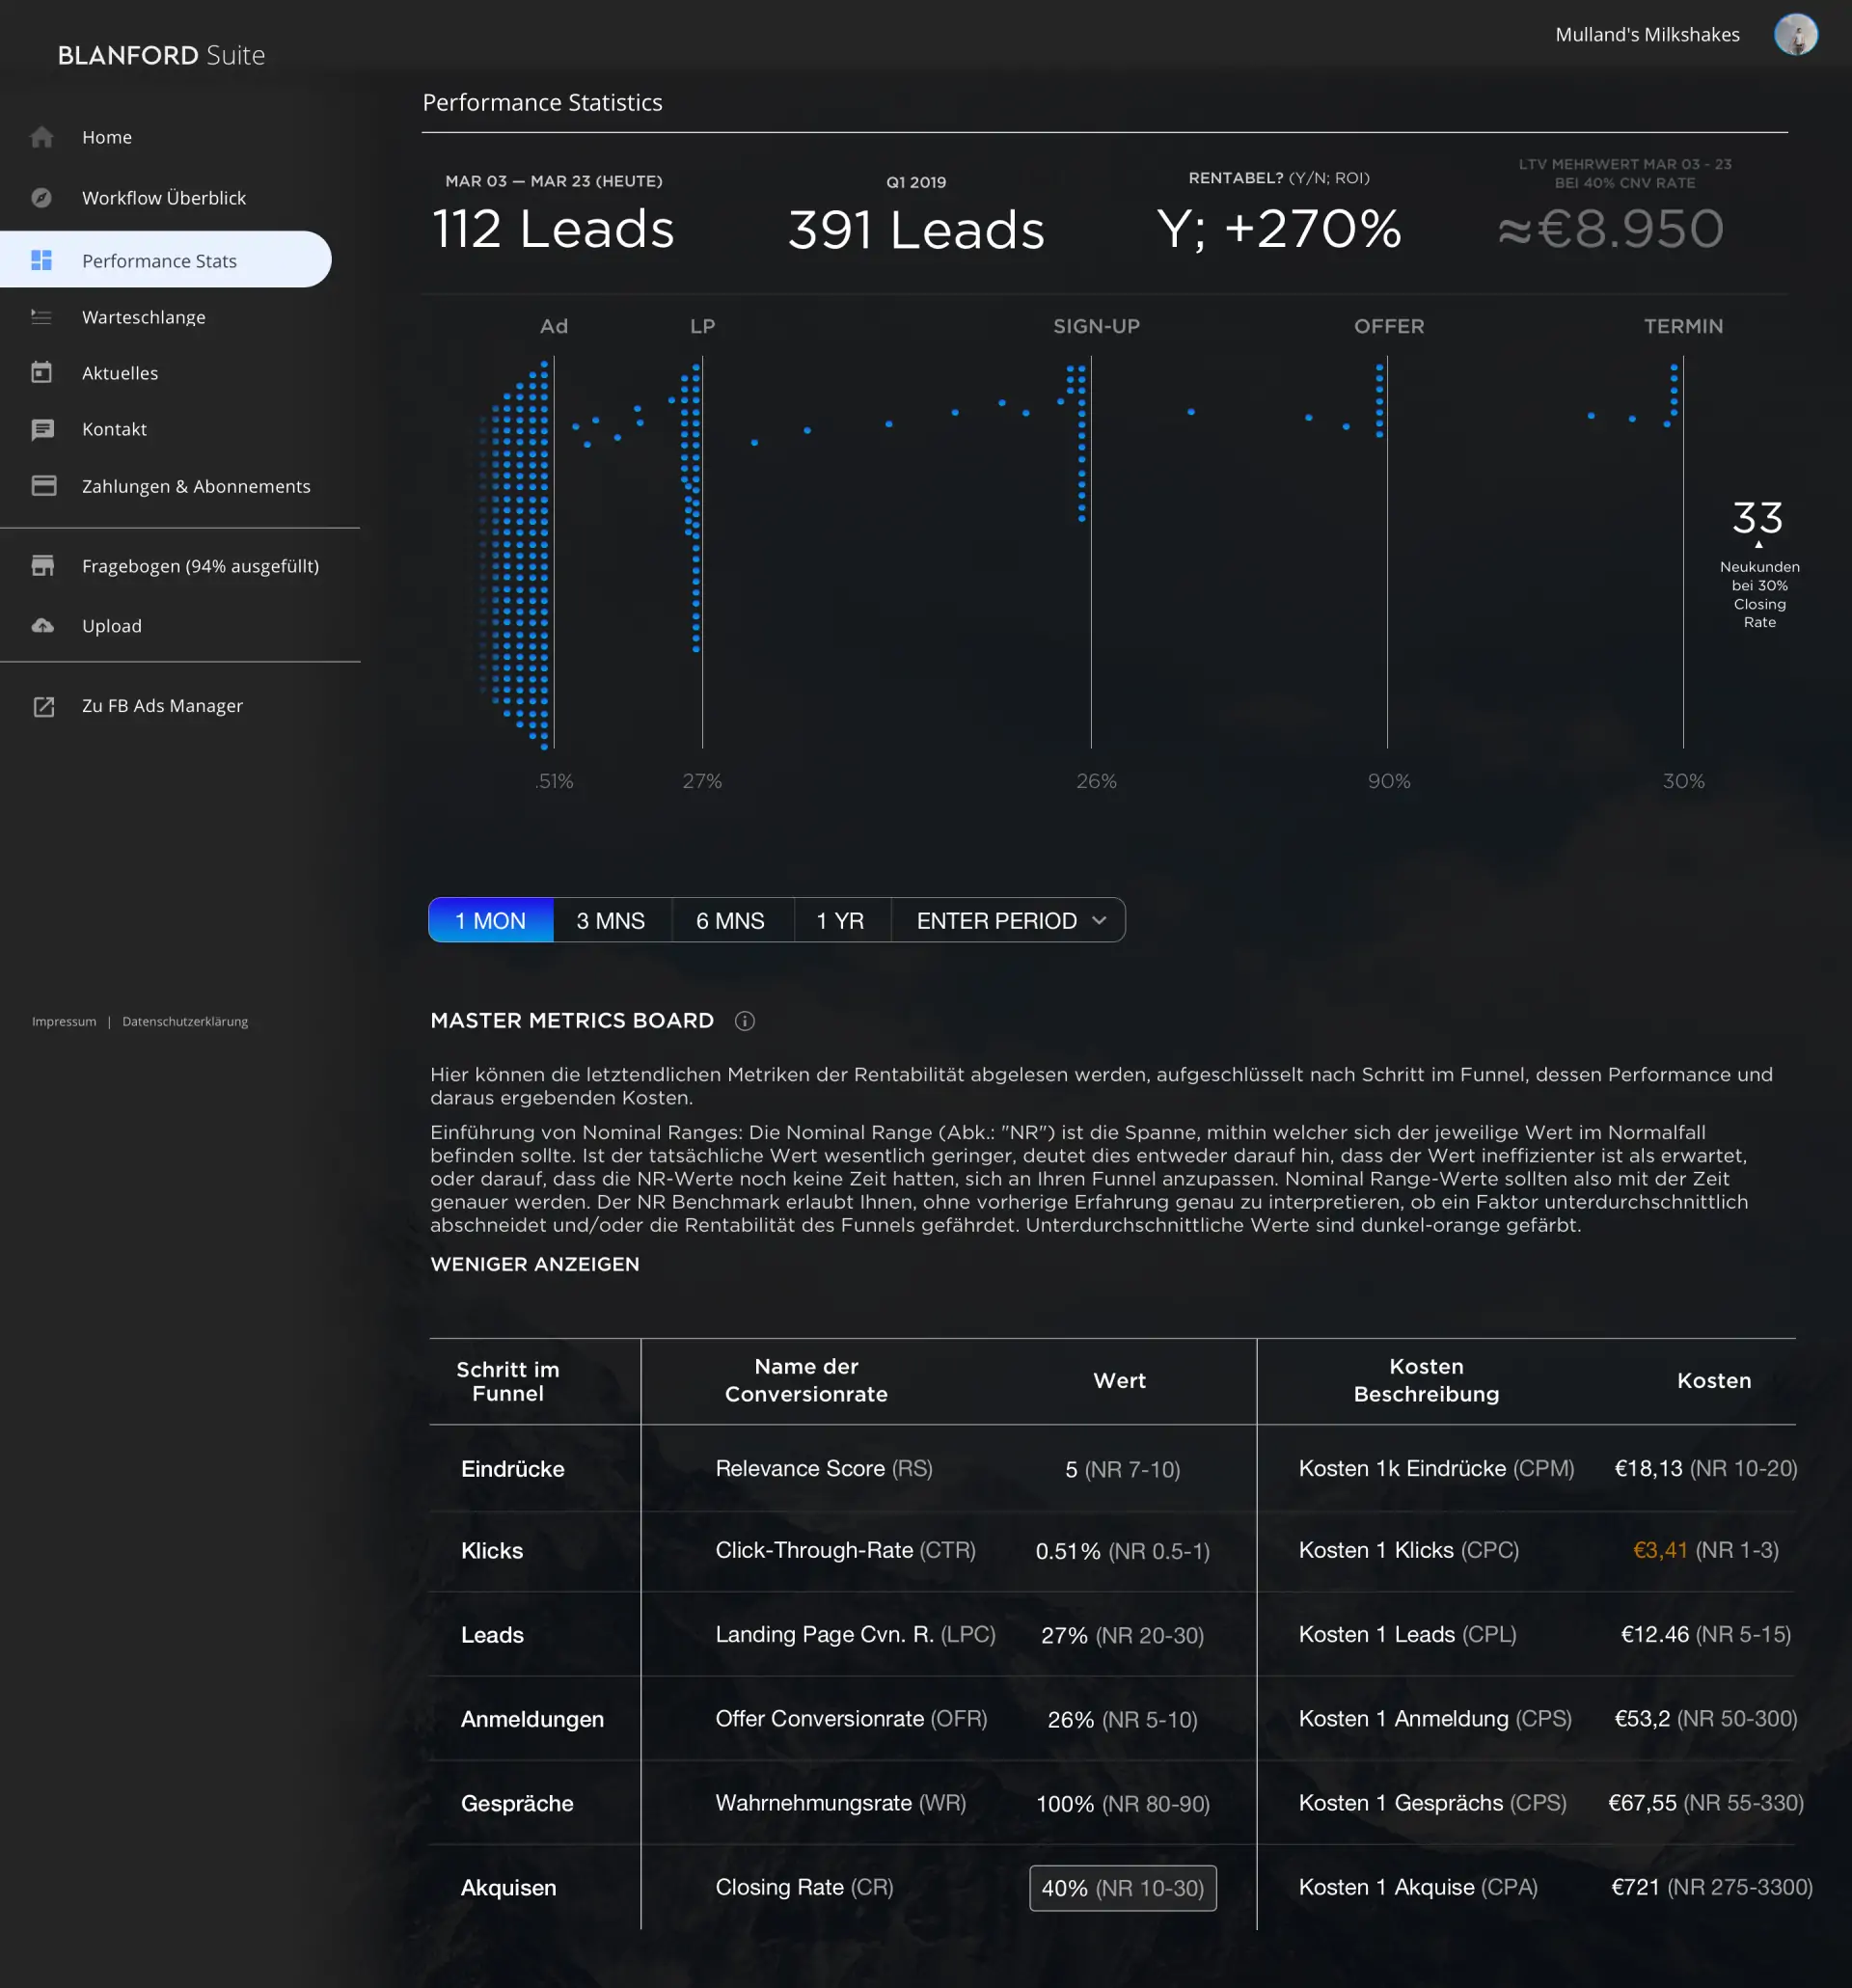 BLANFORD Suite
Mulland's Milkshakes
Home
Workflow Überblick
Performance Stats
Warteschlange
Aktuelles
Kontakt
Zahlungen & Abonnements
Fragebogen (94% ausgefüllt)
Upload
Zu FB Ads Manager
Impressum | Datenschutzerklärung
Performance Statistics
MAR 03 — MAR 23 (HEUTE)
112 Leads
Q1 2019
391 Leads
RENTABEL? (Y/N; ROI)
Y; +270%
LTV MEHRWERT MAR 03 - 23
BEI 40% CNV RATE
≈€8.950
Ad
LP
SIGN-UP
OFFER
TERMIN
33
Neukunden
bei 30%
Closing
Rate
.51%
27%
26%
90%
30%
1 MON
3 MNS
6 MNS
1 YR
ENTER PERIOD
MASTER METRICS BOARD
Hier können die letztendlichen Metriken der Rentabilität abgelesen werden, aufgeschlüsselt nach Schritt im Funnel, dessen Performance und
daraus ergebenden Kosten.
Einführung von Nominal Ranges: Die Nominal Range (Abk.: "NR") ist die Spanne, mithin welcher sich der jeweilige Wert im Normalfall
befinden sollte. Ist der tatsächliche Wert wesentlich geringer, deutet dies entweder darauf hin, dass der Wert ineffizienter ist als erwartet,
oder darauf, dass die NR-Werte noch keine Zeit hatten, sich an Ihren Funnel anzupassen. Nominal Range-Werte sollten also mit der Zeit
genauer werden. Der NR Benchmark erlaubt Ihnen, ohne vorherige Erfahrung genau zu interpretieren, ob ein Faktor unterdurchschnittlich
abschneidet und/oder die Rentabilität des Funnels gefährdet. Unterdurchschnittliche Werte sind dunkel-orange gefärbt.
WENIGER ANZEIGEN
Schritt im
Funnel
Name der
Conversionrate
Wert
Kosten
Beschreibung
Kosten
Eindrücke
Relevance Score (RS)
5 (NR 7-10)
Kosten 1k Eindrücke (CPM)
€18,13 (NR 10-20)
Klicks
Click-Through-Rate (CTR)
0.51% (NR 0.5-1)
Kosten 1 Klicks (CPC)
€3,41 (NR 1-3)
Leads
Landing Page Cvn. R. (LPC)
27% (NR 20-30)
Kosten 1 Leads (CPL)
€12.46 (NR 5-15)
Anmeldungen
Offer Conversionrate (OFR)
26% (NR 5-10)
Kosten 1 Anmeldung (CPS)
€53,2 (NR 50-300)
Gespräche
Wahrnehmungsrate (WR)
100% (NR 80-90)
Kosten 1 Gesprächs (CPS)
€67,55 (NR 55-330)
Akquisen
Closing Rate (CR)
40% (NR 10-30)
Kosten 1 Akquise (CPA)
€721 (NR 275-3300)